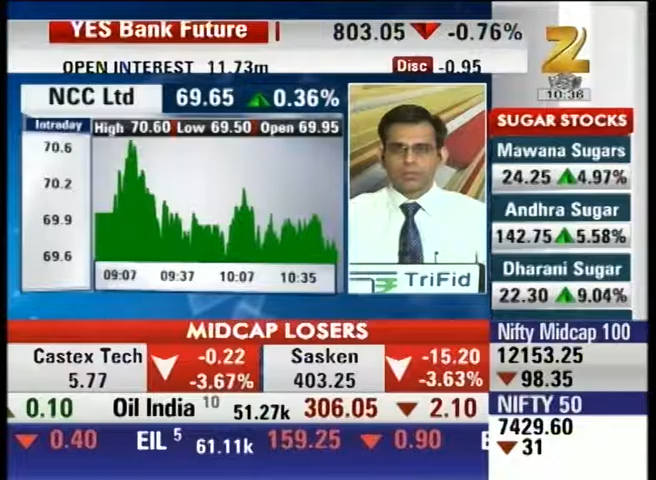 YES Bank Future
803.05 -0.76%
OPEN INTEREST 11.73m
Disc -0.95
10:36
NCC Ltd 69.65 0.36%
Intraday High 70.60 Low 69.50 Open 69.95
70.6
70.2
69.9
69.6
09:07 09:37 10:07 10:35
TriFid
SUGAR STOCKS
Mawana Sugars
24.25 4.97%
Andhra Sugar
142.75 5.58%
Dharani Sugar
22.30 9.04%
MIDCAP LOSERS
Castex Tech
5.77
-0.22
-3.67%
Sasken
403.25
-15.20
-3.63%
Nifty Midcap 100
12153.25
98.35
NIFTY 50
7429.60
31
0.10 Oil India 10 51.27k 306.05 2.10
0.40 EIL 5 61.11k 159.25 0.90